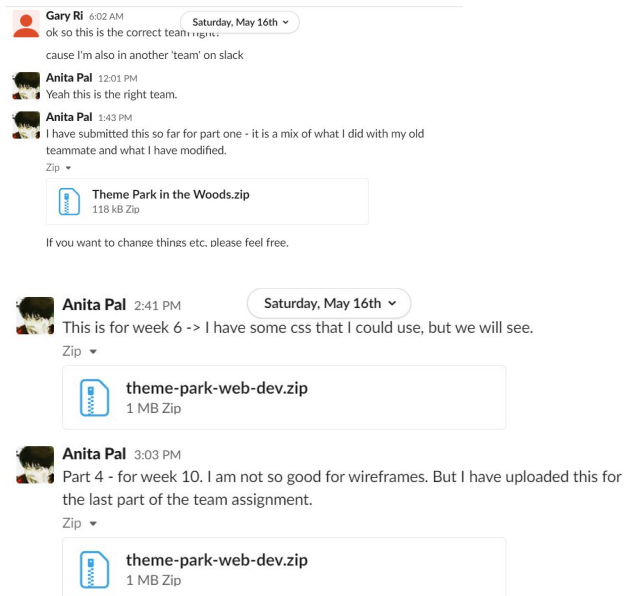 Gary Ri 6:02 AM
Saturday, May 16th
ok so this is the correct team right?
cause I'm also in another 'team' on slack
Anita Pal 12:01 PM
Yeah this is the right team.
Anita Pal 1:43 PM
I have submitted this so far for part one - it is a mix of what I did with my old
teammate and what I have modified.
Zip
Theme Park in the Woods.zip
118 kB Zip
If you want to change things etc. please feel free.
Anita Pal 2:41 PM
Saturday, May 16th
This is for week 6 -> I have some css that I could use, but we will see.
Zip
theme-park-web-dev.zip
1 MB Zip
Anita Pal 3:03 PM
Part 4 - for week 10. I am not so good for wireframes. But I have uploaded this for
the last part of the team assignment.
Zip
theme-park-web-dev.zip
1 MB Zip